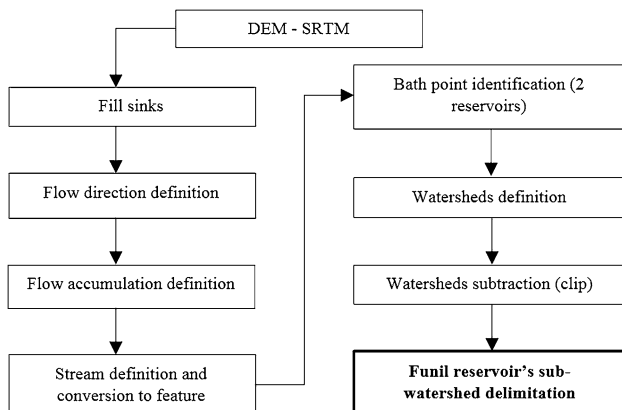 DEM - SRTM
Fill sinks
Flow direction definition
Flow accumulation definition
Stream definition and
conversion to feature
Bath point identification (2
reservoirs)
Watersheds definition
Watersheds subtraction (clip)
Funil reservoir's sub-
watershed delimitation